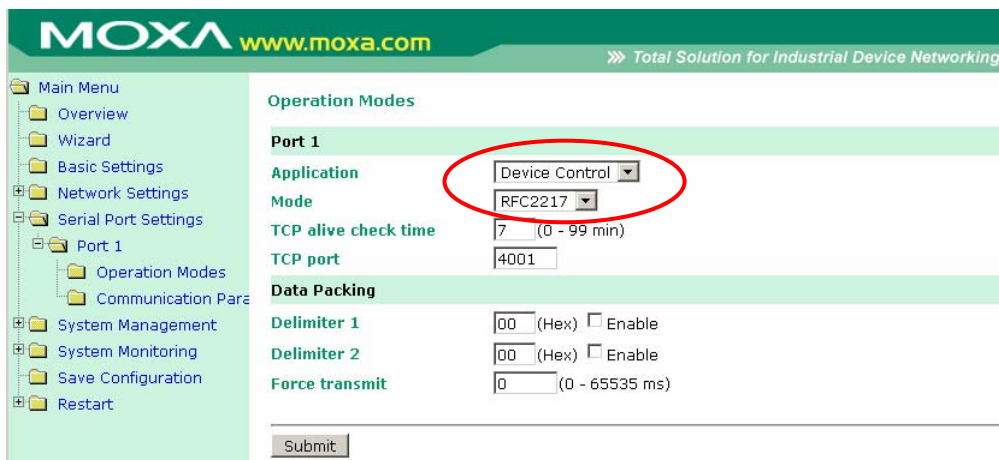 MOXA www.moxa.com
Total Solution for Industrial Device Networking
Main Menu
Overview
Wizard
Basic Settings
Network Settings
Serial Port Settings
Port 1
Operation Modes
Communication Para
System Management
System Monitoring
Save Configuration
Restart
Operation Modes
Port 1
Application Device Control
Mode RFC2217
TCP alive check time 7 (0 - 99 min)
TCP port 4001
Data Packing
Delimiter 1 00 (Hex) Enable
Delimiter 2 00 (Hex) Enable
Force transmit 0 (0 - 65535 ms)
Submit